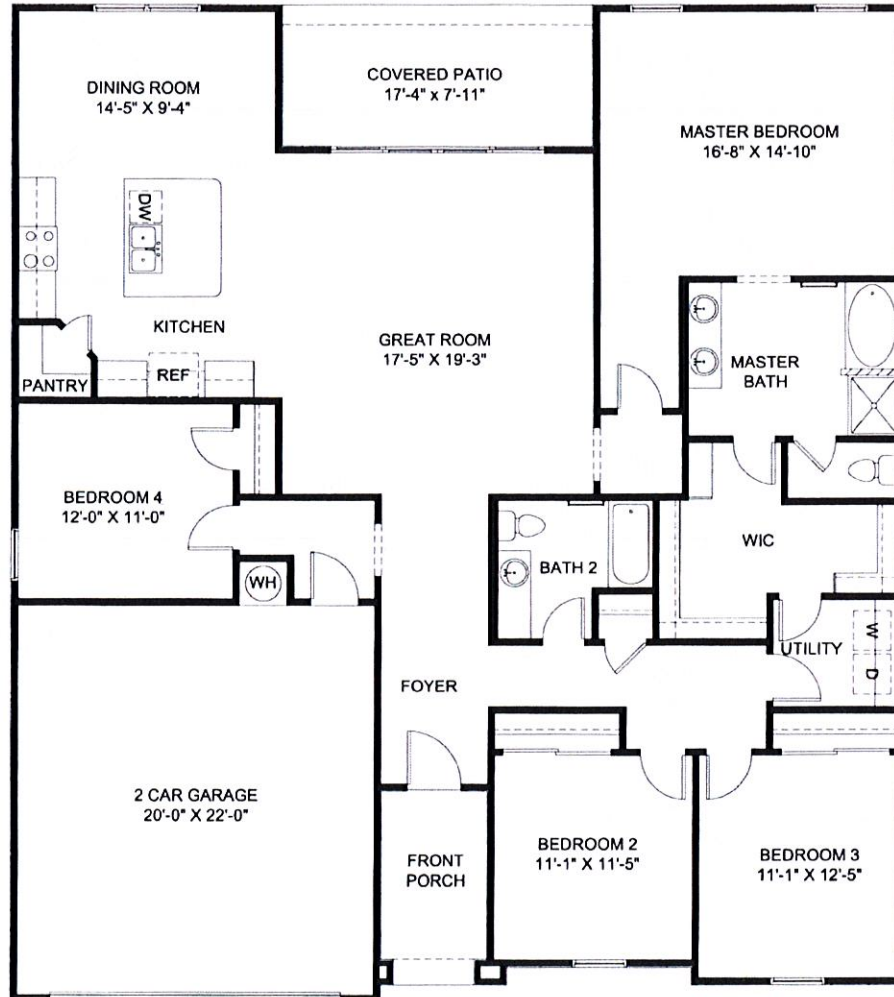 DINING ROOM
14'-5" X 9'-4"
COVERED PATIO
17'-4" x 7'-11"
MASTER BEDROOM
16'-8" X 14'-10"
DW
KITCHEN
GREAT ROOM
17'-5" X 19'-3"
MASTER
BATH
PANTRY
REF
BEDROOM 4
12'-0" X 11'-0"
WH
BATH 2
WIC
UTILITY
W
D
FOYER
2 CAR GARAGE
20'-0" X 22'-0"
FRONT
PORCH
BEDROOM 2
11'-1" X 11'-5"
BEDROOM 3
11'-1" X 12'-5"